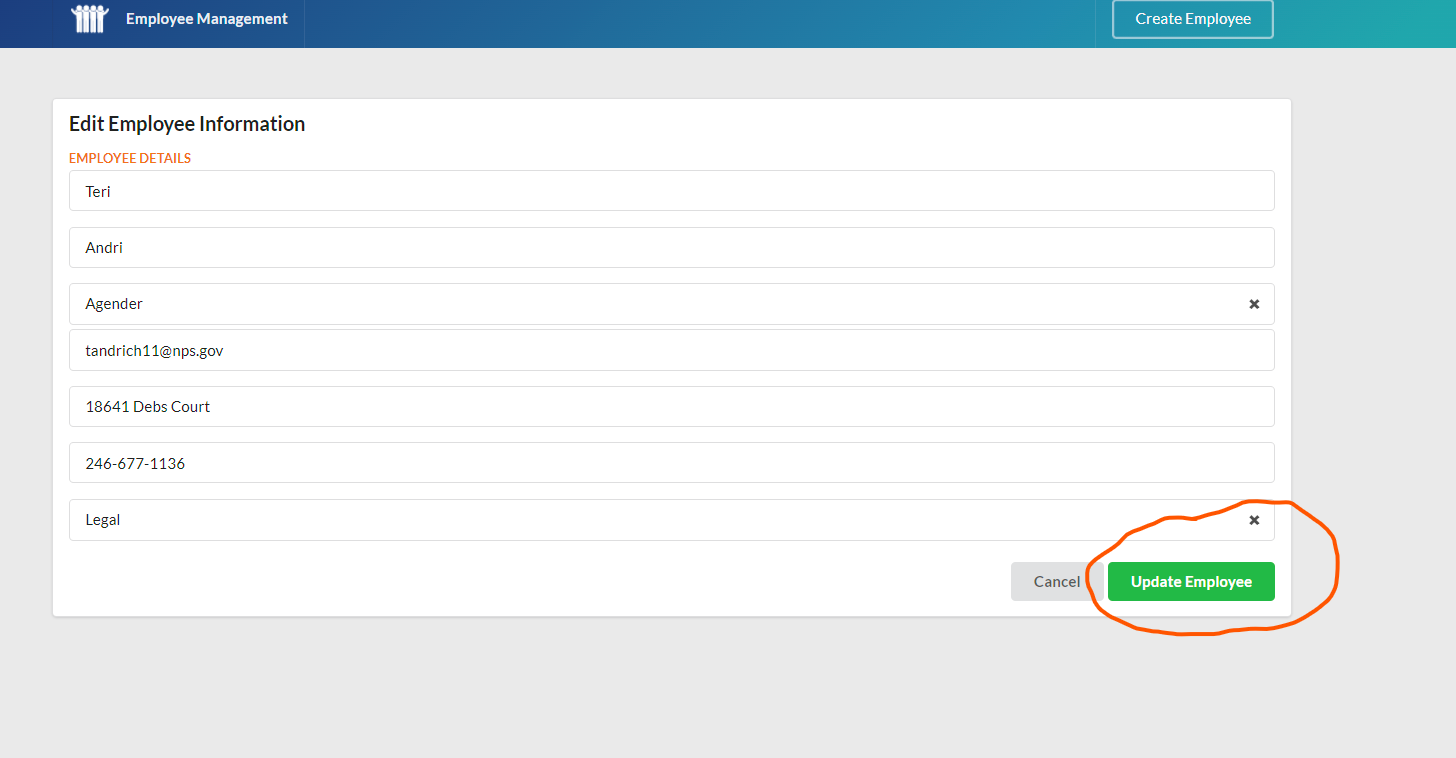 Employee Management
Create Employee
Edit Employee Information
EMPLOYEE DETAILS
Teri
Andri
Agender
tandrich11@nps.gov
18641 Debs Court
246-677-1136
Legal
Cancel
Update Employee